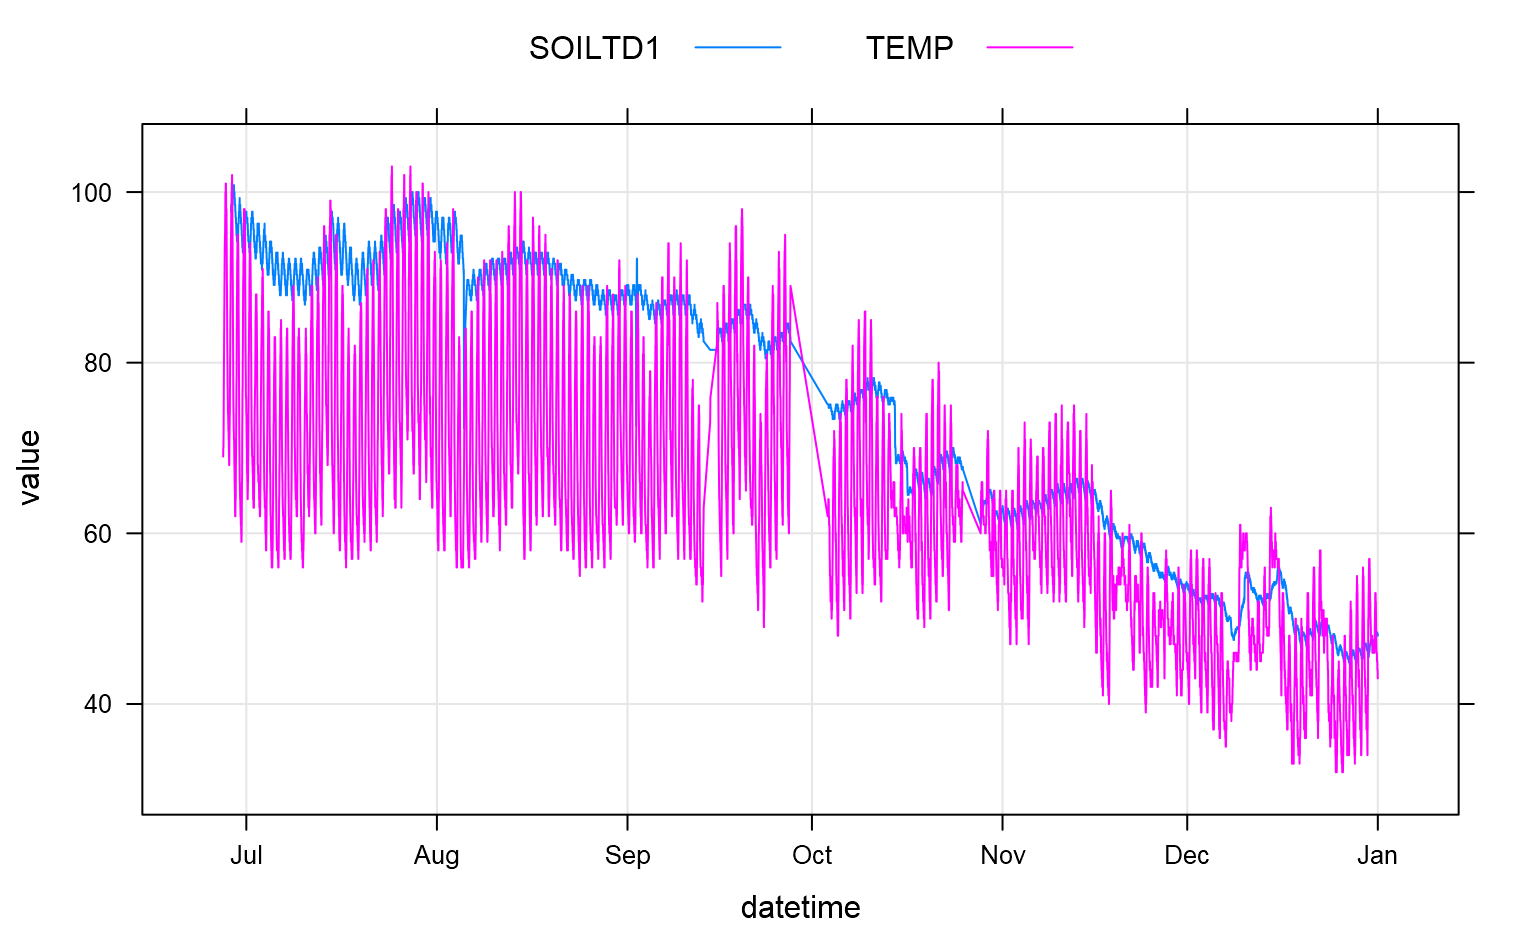 SOILTD1 TEMP
100
80
60
40
value
Jul Aug Sep Oct Nov Dec Jan
datetime